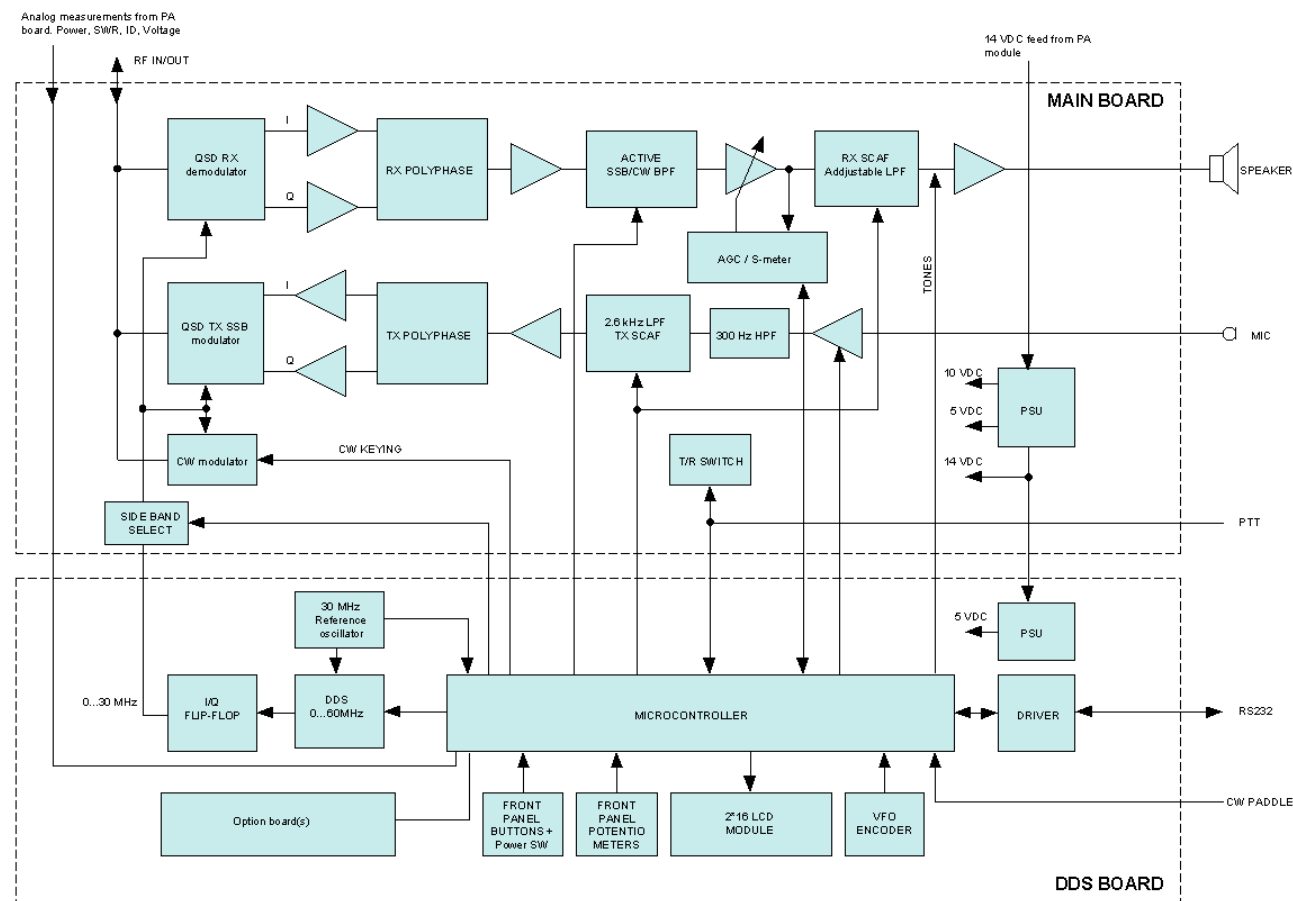 Analog measurements from PA
board. Power, SWR, ID, Voltage
RF IN/OUT
14 VDC feed from PA
module
MAIN BOARD
QSD RX
demodulator
I
Q
RX POLYPHASE
ACTIVE
SSB/CW BPF
RX SCAF
Addjustable LPF
SPEAKER
AGC / S-meter
TONES
QSD TX SSB
modulator
I
Q
TX POLYPHASE
2.6 kHz LPF
TX SCAF
300 Hz HPF
MIC
10 VDC
5 VDC
14 VDC
PSU
CW modulator
CW KEYING
T/R SWITCH
SIDE BAND
SELECT
PTT
30 MHz
Reference
oscillator
5 VDC
PSU
0...30 MHz
I/Q
FLIP-FLOP
DDS
0...60MHz
MICROCONTROLLER
DRIVER
RS232
Option board(s)
FRONT
PANEL
BUTTONS +
Power SW
FRONT
PANEL
POTENTIO
METERS
2*16 LCD
MODULE
VFO
ENCODER
CW PADDLE
DDS BOARD